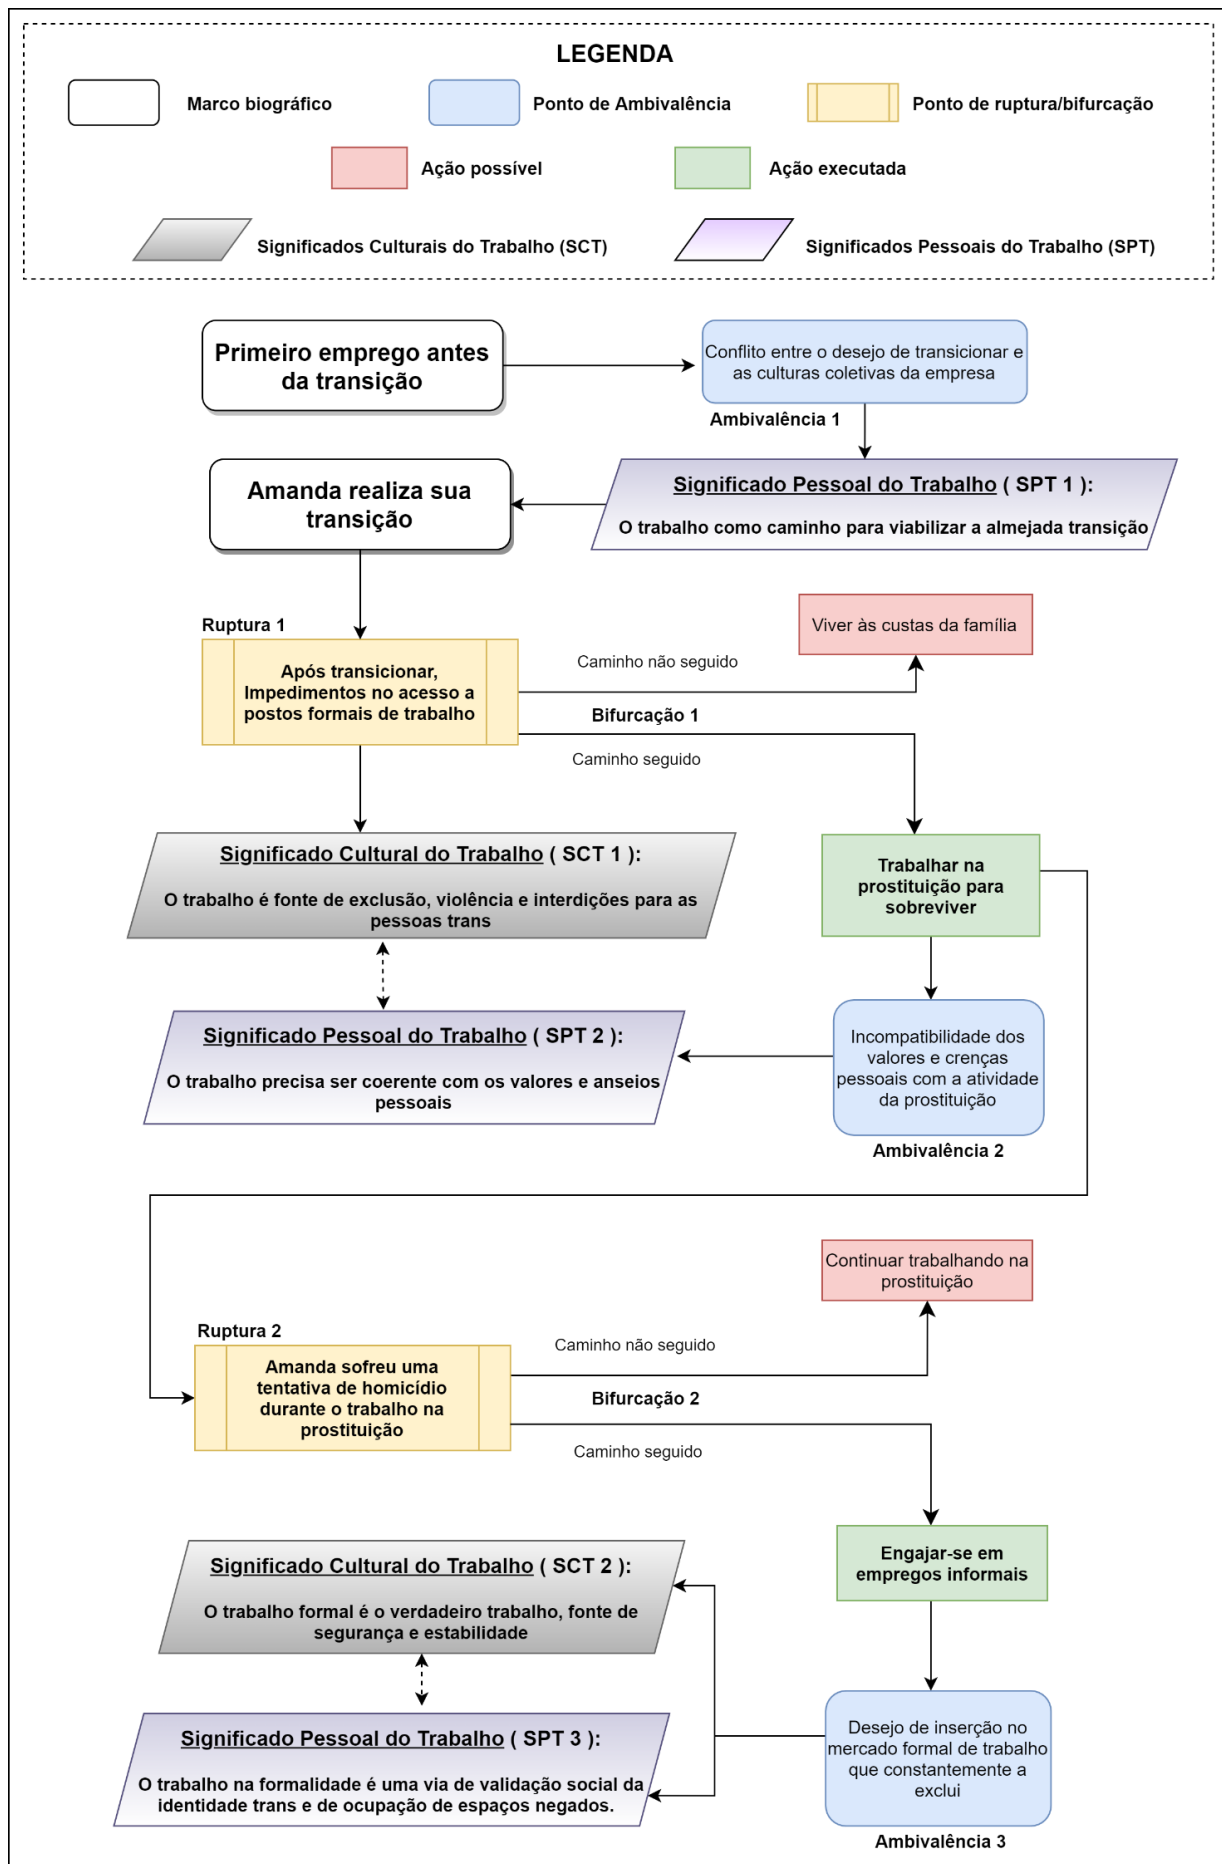 LEGENDA
Marco biográfico
Ponto de Ambivalência
Ponto de ruptura/bifurcação
Ação possível
Ação executada
Significados Culturais do Trabalho (SCT)
Significados Pessoais do Trabalho (SPT)
Primeiro emprego antes
da transição
Conflito entre o desejo de transicionar e
as culturas coletivas da empresa
Ambivalência 1
Significado Pessoal do Trabalho ( SPT 1 ):
O trabalho como caminho para viabilizar a almejada transição
Amanda realiza sua
transição
Ruptura 1
Após transicionar,
Impedimentos no acesso a
postos formais de trabalho
Caminho não seguido
Viver às custas da família
Bifurcação 1
Caminho seguido
Significado Cultural do Trabalho ( SCT 1 ):
O trabalho é fonte de exclusão, violência e interdições para as
pessoas trans
Trabalhar na
prostituição para
sobreviver
Significado Pessoal do Trabalho ( SPT 2 ):
O trabalho precisa ser coerente com os valores e anseios
pessoais
Incompatibilidade dos
valores e crenças
pessoais com a atividade
da prostituição
Ambivalência 2
Continuar trabalhando na
prostituição
Ruptura 2
Amanda sofreu uma
tentativa de homicídio
durante o trabalho na
prostituição
Caminho não seguido
Bifurcação 2
Caminho seguido
Engajar-se em
empregos informais
Significado Cultural do Trabalho ( SCT 2 ):
O trabalho formal é o verdadeiro trabalho, fonte de
segurança e estabilidade
Significado Pessoal do Trabalho ( SPT 3 ):
O trabalho na formalidade é uma via de validação social da
identidade trans e de ocupação de espaços negados.
Desejo de inserção no
mercado formal de trabalho
que constantemente a
exclui
Ambivalência 3